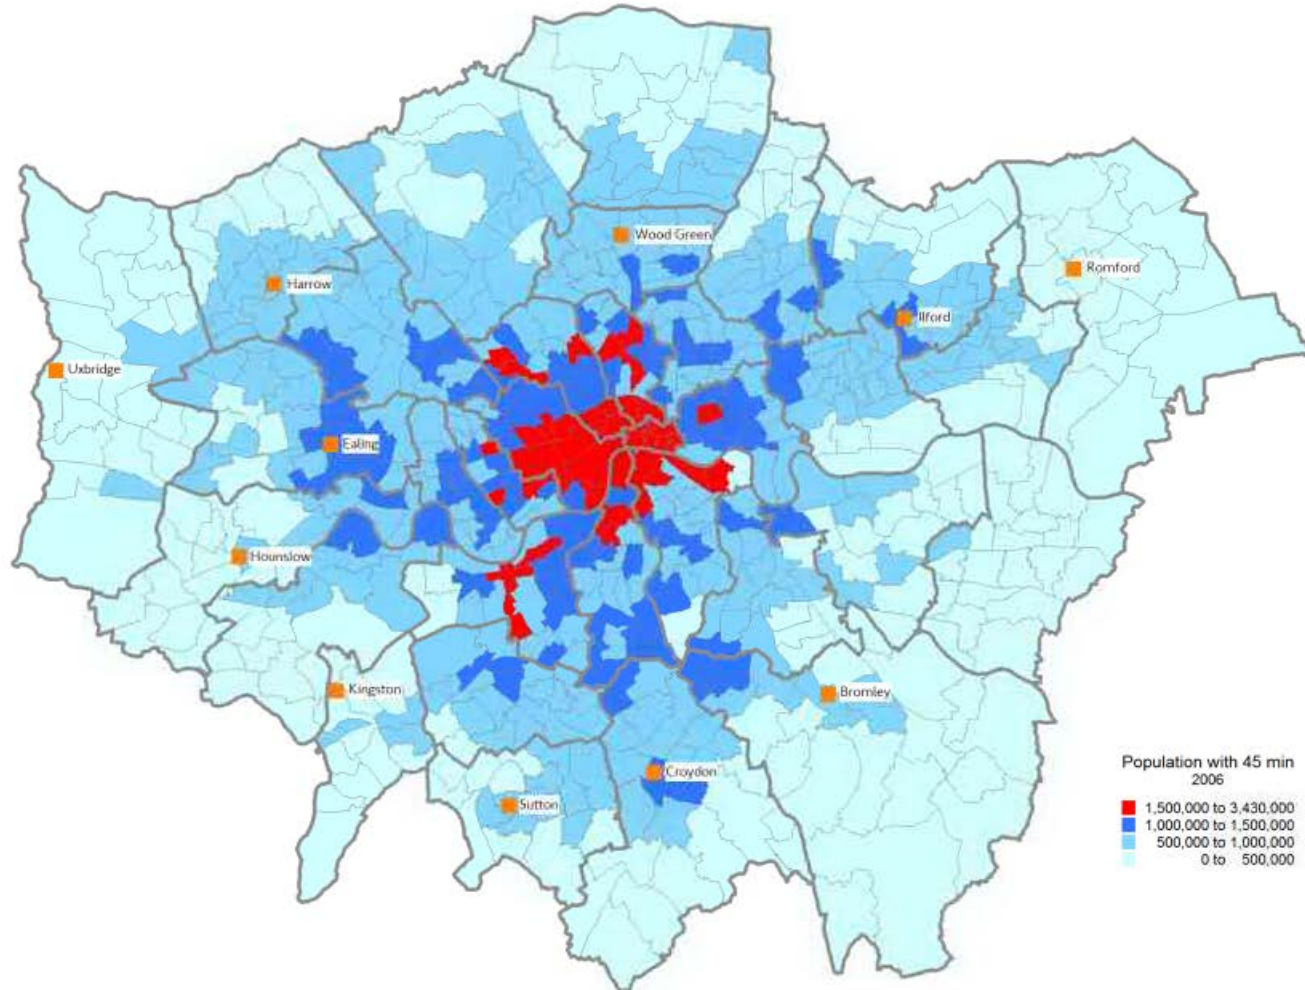 Wood Green
Romford
Harrow
Ilford
Uxbridge
Ealing
Hounslow
Kingston
Bromley
Croydon
Sutton
Population with 45 min
2006
1,500,000 to 3,430,000
1,000,000 to 1,500,000
500,000 to 1,000,000
0 to 500,000